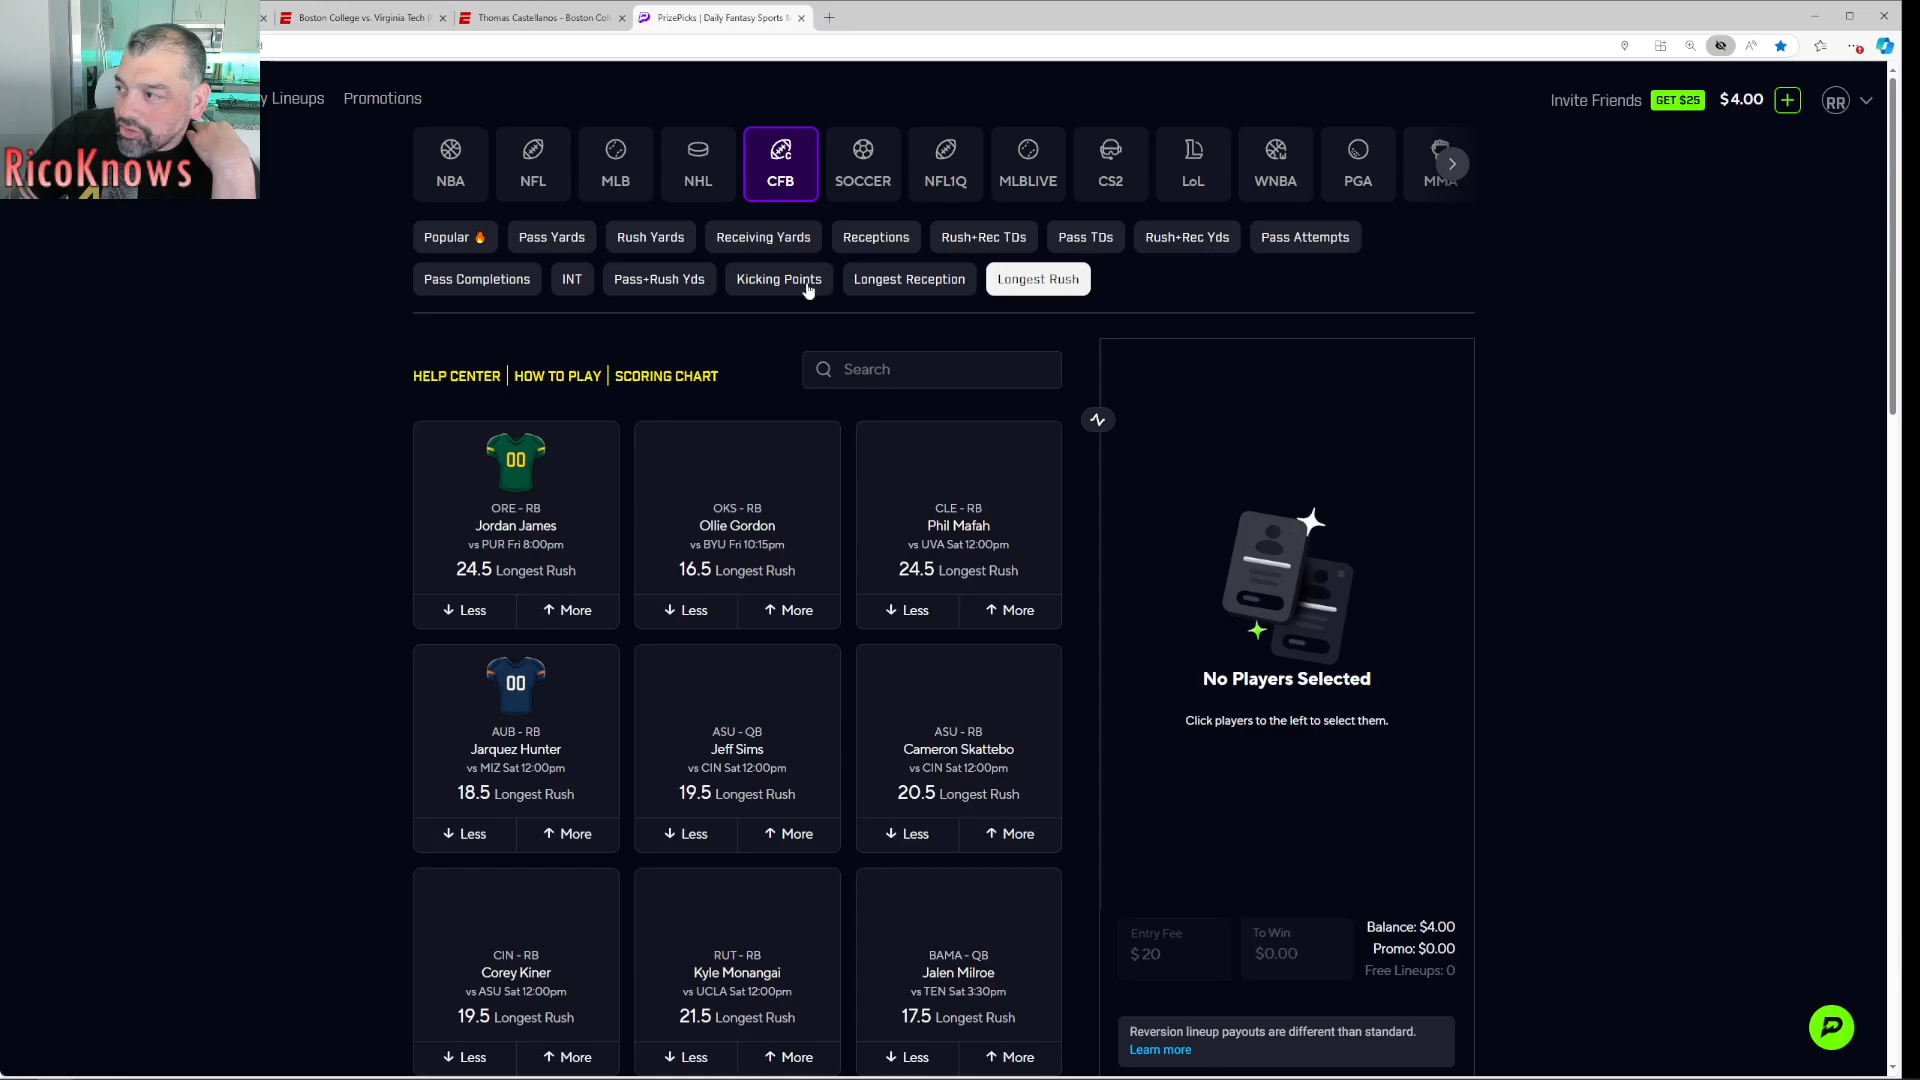 Boston College vs. Virginia Tech (
Thomas Castellanos - Boston Coll
PrizePicks | Daily Fantasy Sports M
y Lineups
Promotions
Invite Friends
GET $25
$4.00
RR
RicoKnows
NBA
NFL
MLB
NHL
CFB
SOCCER
NFL1Q
MLBLIVE
CS2
LoL
WNBA
PGA
MMA
Popular
Pass Yards
Rush Yards
Receiving Yards
Receptions
Rush+Rec TDs
Pass TDs
Rush+Rec Yds
Pass Attempts
Pass Completions
INT
Pass+Rush Yds
Kicking Points
Longest Reception
Longest Rush
HELP CENTER
HOW TO PLAY
SCORING CHART
Search
00
ORE - RB
Jordan James
vs PUR Fri 8:00pm
24.5 Longest Rush
Less
More
OKS - RB
Ollie Gordon
vs BYU Fri 10:15pm
16.5 Longest Rush
Less
More
CLE - RB
Phil Mafah
vs UVA Sat 12:00pm
24.5 Longest Rush
Less
More
00
AUB - RB
Jarquez Hunter
vs MIZ Sat 12:00pm
18.5 Longest Rush
Less
More
ASU - QB
Jeff Sims
vs CIN Sat 12:00pm
19.5 Longest Rush
Less
More
ASU - RB
Cameron Skattebo
vs CIN Sat 12:00pm
20.5 Longest Rush
Less
More
CIN - RB
Corey Kiner
vs ASU Sat 12:00pm
19.5 Longest Rush
Less
More
RUT - RB
Kyle Monangai
vs UCLA Sat 12:00pm
21.5 Longest Rush
Less
More
BAMA - QB
Jalen Milroe
vs TEN Sat 3:30pm
17.5 Longest Rush
Less
More
No Players Selected
Click players to the left to select them.
Entry Fee
$ 20
To Win
$0.00
Balance: $4.00
Promo: $0.00
Free Lineups: 0
Reversion lineup payouts are different than standard.
Learn more